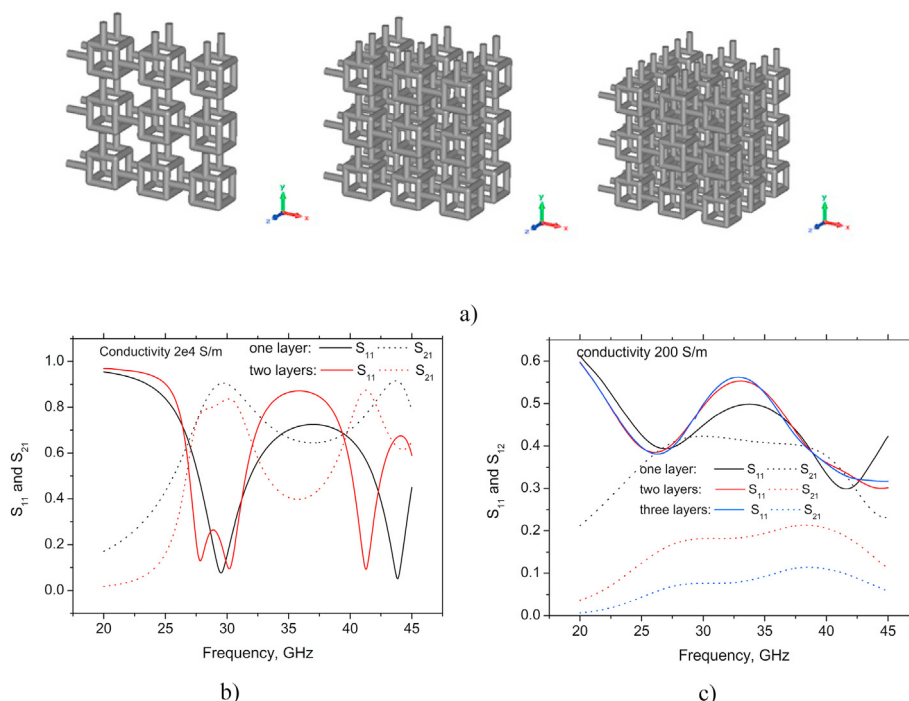 y
x
z
y
x
z
y
x
z
a)
Conductivity 2e4 S/m
one layer: S11 S21
two layers: S11 S21
S11 and S21
1.0
0.8
0.6
0.4
0.2
0.0
20 25 30 35 40 45
Frequency, GHz
b)
conductivity 200 S/m
one layer: S11 S21
two layers: S11 S21
three layers: S11 S21
S11 and S12
0.6
0.5
0.4
0.3
0.2
0.1
0.0
20 25 30 35 40 45
Frequency, GHz
c)